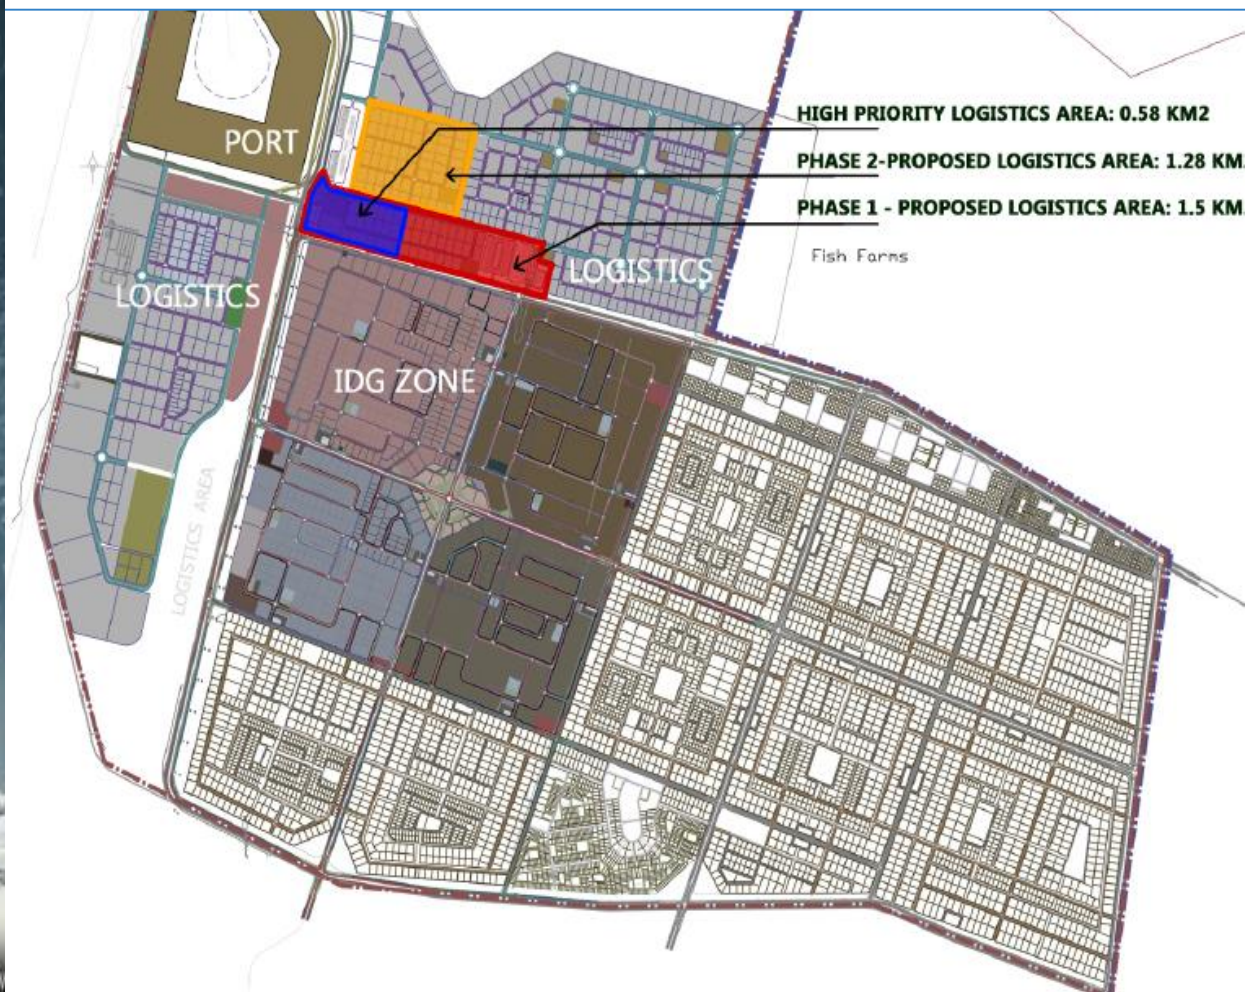 HIGH PRIORITY LOGISTICS AREA: 0.58 KM2
PORT
PHASE 2-PROPOSED LOGISTICS AREA: 1.28 KM
PHASE 1 - PROPOSED LOGISTICS AREA: 1.5 KM
Fish Farms
LOGISTICS
LOGISTICS
IDG ZONE
LOGISTICS AREA